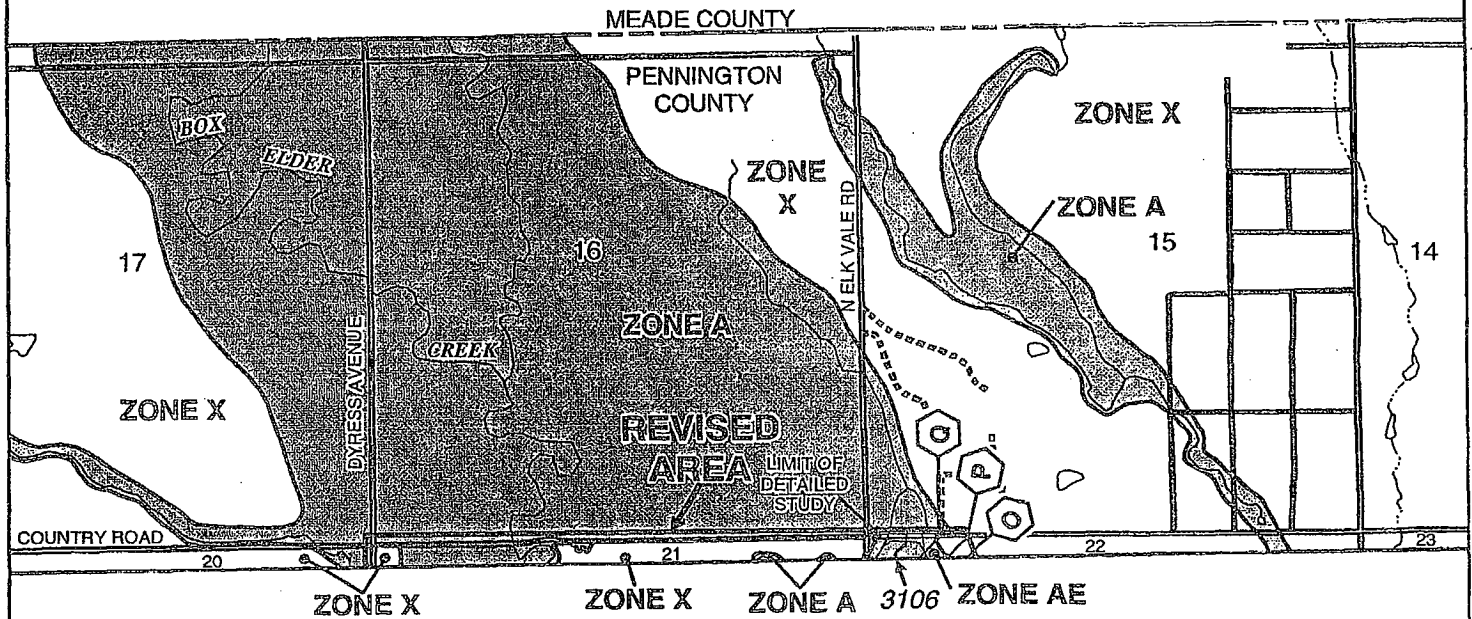 MEADE COUNTY
PENNINGTON
COUNTY
BOX
ELDER
ZONE
X
N ELK VALE RD
ZONE X
ZONE A
15
14
17
16
ZONE A
CREEK
DYRESS AVENUE
ZONE X
REVISED
AREA
LIMIT OF
DETAILED
STUDY
Q
P
O
COUNTRY ROAD
20
21
22
23
ZONE X
ZONE X
ZONE A
3106
ZONE AE